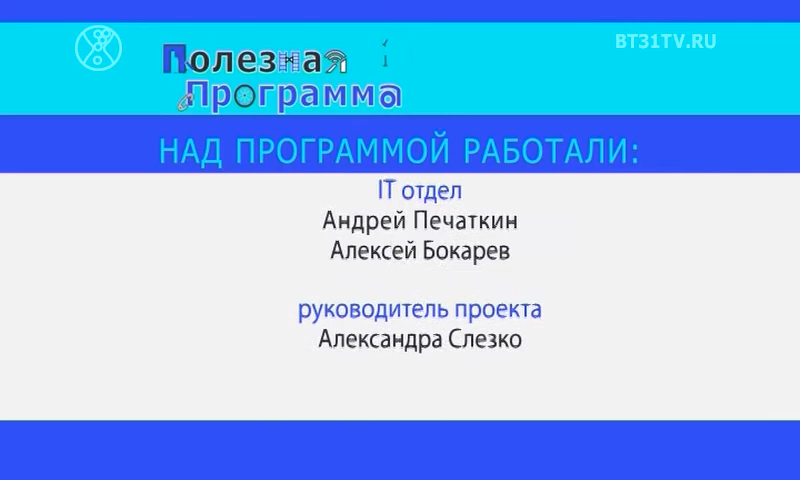 BT31TV.RU
Полезная
Программа
НАД ПРОГРАММОЙ РАБОТАЛИ:
IT отдел
Андрей Печаткин
Алексей Бокарев
руководитель проекта
Александра Слезко